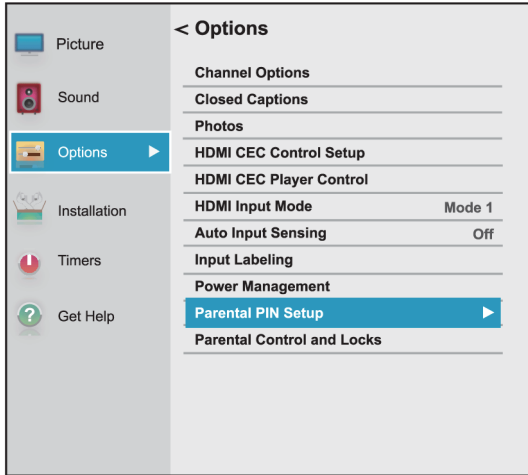 Picture
Sound
Options
Installation
Timers
? Get Help
< Options
Channel Options
Closed Captions
Photos
HDMI CEC Control Setup
HDMI CEC Player Control
HDMI Input Mode Mode 1
Auto Input Sensing Off
Input Labeling
Power Management
Parental PIN Setup
Parental Control and Locks